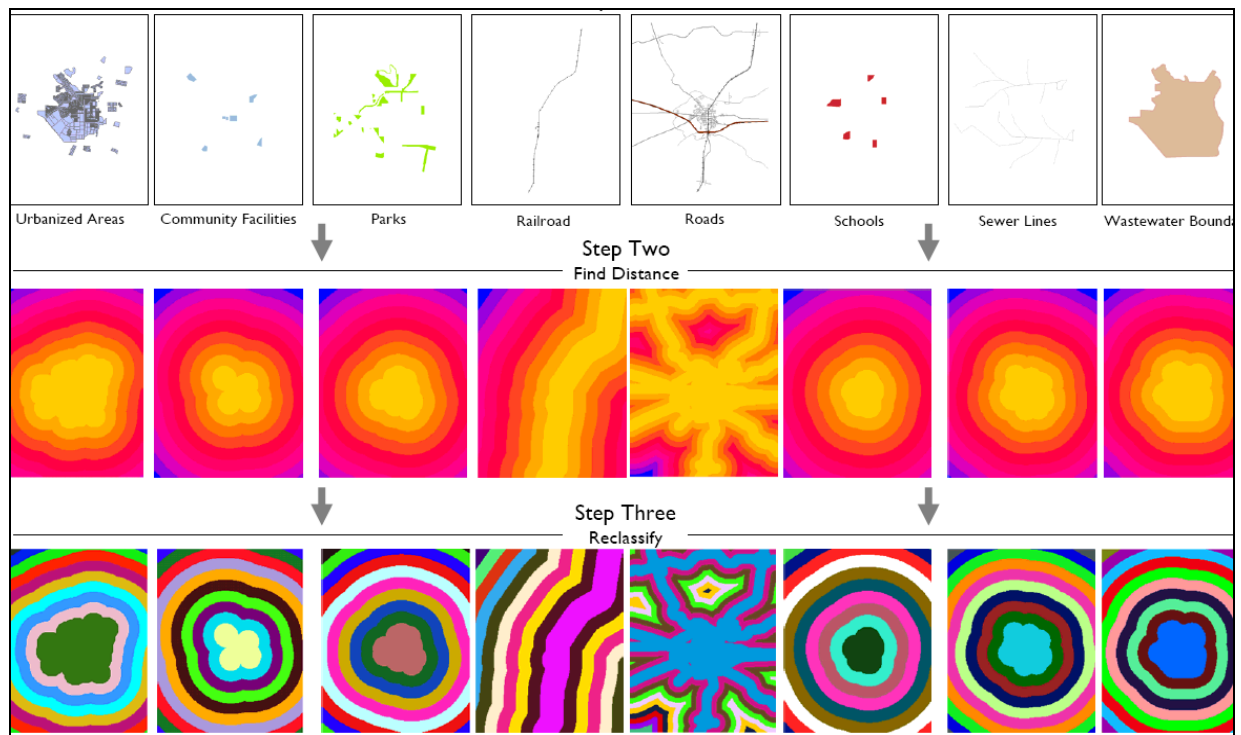 Urbanized Areas
Community Facilities
Parks
Railroad
Roads
Schools
Sewer Lines
Wastewater Bounda
Step Two
Find Distance
Step Three
Reclassify